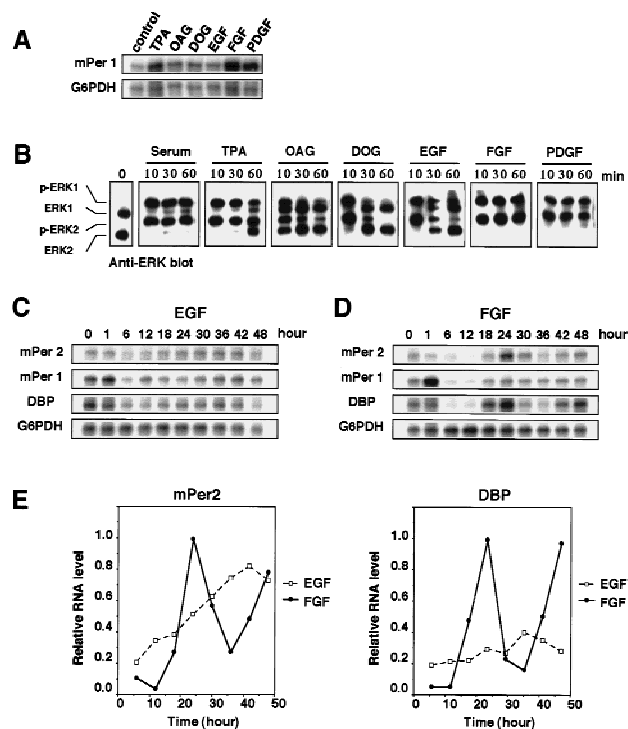 A
control TPA OAG DOG EGF FGF PDGF
mPer 1
G6PDH
B
Serum TPA OAG DOG EGF FGF PDGF
0 10 30 60 10 30 60 10 30 60 10 30 60 10 30 60 10 30 60 10 30 60 min
p-ERK1
ERK1
p-ERK2
ERK2
Anti-ERK blot
C
EGF
0 1 6 12 18 24 30 36 42 48 hour
mPer 2
mPer 1
DBP
G6PDH
D
FGF
0 1 6 12 18 24 30 36 42 48 hour
mPer 2
mPer 1
DBP
G6PDH
E
mPer2
Relative RNA level
1.0
0.8
0.6
0.4
0.2
0.0
0 10 20 30 40 50
Time (hour)
EGF
FGF
DBP
Relative RNA level
1.0
0.8
0.6
0.4
0.2
0.0
0 10 20 30 40 50
Time (hour)
EGF
FGF